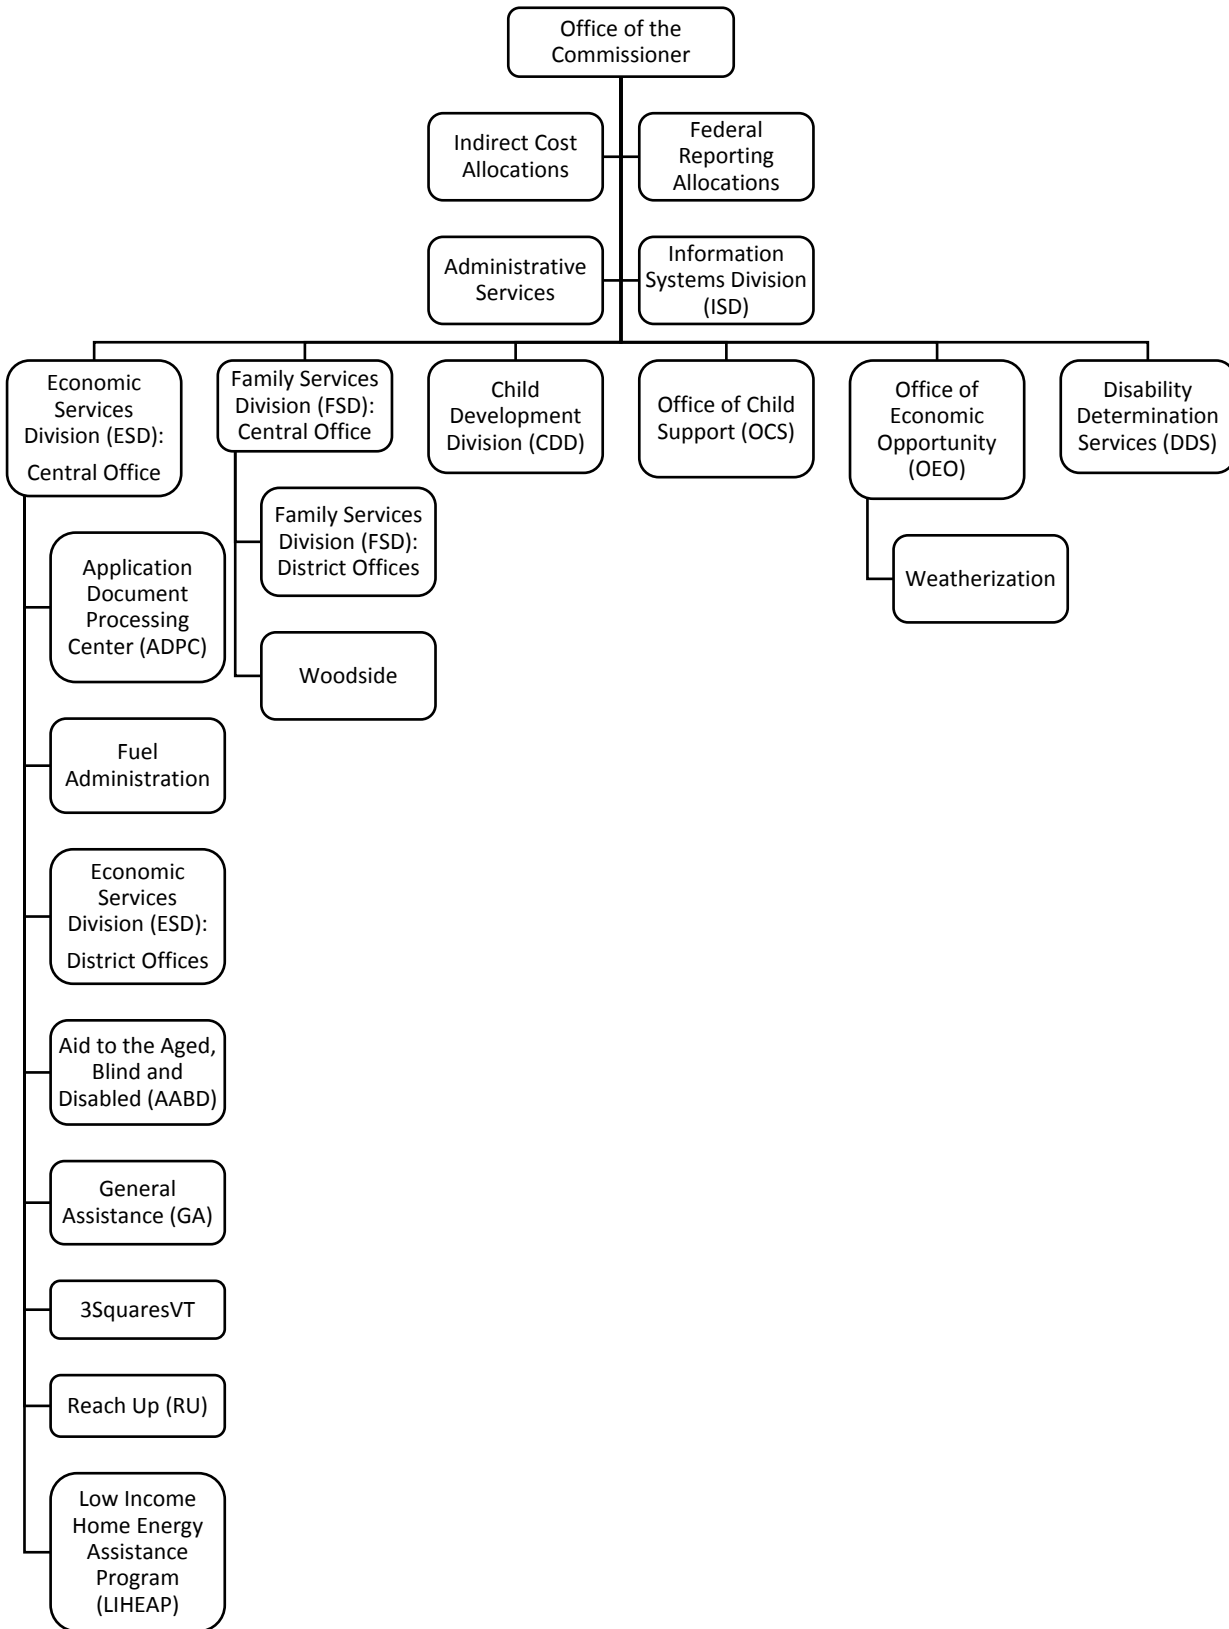 Office of the
Commissioner
Indirect Cost
Allocations
Federal
Reporting
Allocations
Administrative
Services
Information
Systems Division
(ISD)
Economic
Services
Division (ESD):
Central Office
Family Services
Division (FSD):
Central Office
Child
Development
Division (CDD)
Office of Child
Support (OCS)
Office of
Economic
Opportunity
(OEO)
Disability
Determination
Services (DDS)
Application
Document
Processing
Center (ADPC)
Fuel
Administration
Economic
Services
Division (ESD):
District Offices
Aid to the Aged,
Blind and
Disabled (AABD)
General
Assistance (GA)
3SquaresVT
Reach Up (RU)
Low Income
Home Energy
Assistance
Program
(LIHEAP)
Family Services
Division (FSD):
District Offices
Woodside
Weatherization